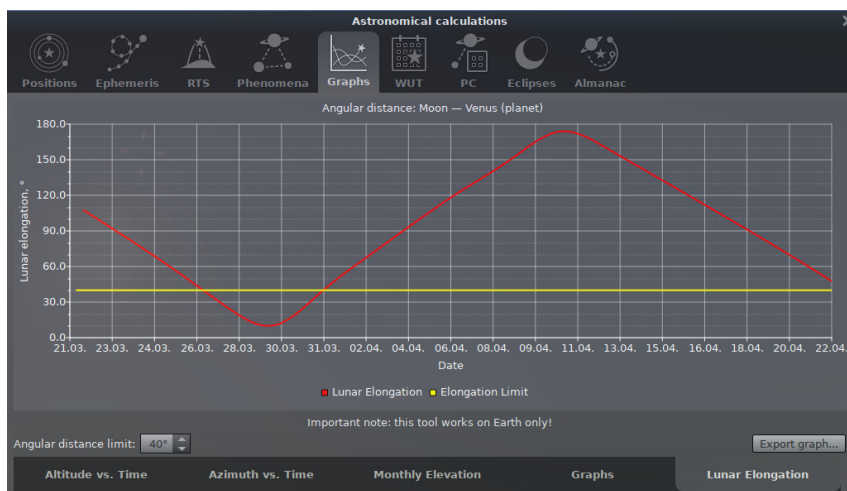 Astronomical calculations
Positions Ephemeris RTS Phenomena Graphs WUT PC Eclipses Almanac
Angular distance: Moon — Venus (planet)
180.0
150.0
120.0
90.0
60.0
30.0
0.0
Lunar elongation, °
21.03. 23.03. 24.03. 26.03. 28.03. 30.03. 31.03. 02.04. 04.04. 06.04. 08.04. 09.04. 11.04. 13.04. 15.04. 16.04. 18.04. 20.04. 22.04.
Date
Lunar Elongation Elongation Limit
Important note: this tool works on Earth only!
Angular distance limit: 40° Export graph...
Altitude vs. Time Azimuth vs. Time Monthly Elevation Graphs Lunar Elongation